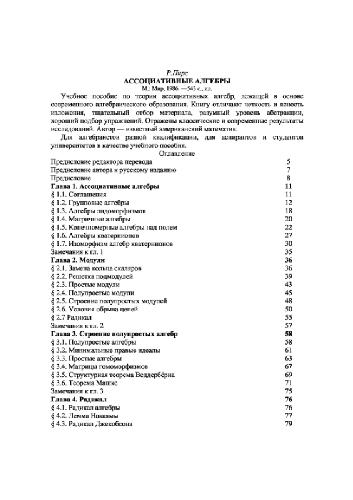 Р.Пирс
АССОЦИАТИВНЫЕ АЛГЕБРЫ
М.: Мир, 1986. —543 с., ил.
Учебное пособие по теории ассоциативных алгебр, лежащей в основе
современного алгебраического образования. Книгу отличают четкость и ясность
изложения, тщательный отбор материала, разумный уровень абстракции,
хороший подбор упражнений. Отражены классические и современные результаты
исследований. Автор — известный американский математик.
Для алгебраистов разной квалификации, для аспирантов и студентов
университетов в качестве учебного пособия.
Оглавление
Предисловие редактора перевода 5
Предисловие автора к русскому изданию 7
Предисловие 8
Глава 1. Ассоциативные алгебры 11
§ 1.1. Соглашения 11
§ 1.2. Групповые алгебры 12
§ 1.3. Алгебры эндоморфизмов 18
§ 1.4. Матричные алгебры 20
§ 1.5. Конечномерные алгебры над полем 22
§ 1.6. Алгебры кватернионов 27
§ 1.7. Изоморфизм алгебр кватернионов 30
Замечания к гл. 1 35
Глава 2. Модули 36
§ 2.1. Замена кольца скаляров 36
§ 2.2. Решетка подмодулей 39
§ 2.3. Простые модули 43
§ 2.4. Полупростые модули 45
§ 2.5. Строение полупростых модулей 48
§ 2.6. Условия обрыва цепей 50
§ 2.7 Радикал 55
Замечания к гл. 2 57
Глава 3. Строение полупростых алгебр 58
§ 3.1. Полупростые алгебры 58
§ 3.2. Минимальные правые идеалы 61
§ 3.3. Простые алгебры 63
§ 3.4. Матрицы гомоморфизмов 67
§ 3.5. Структурная теорема Веддербёрна 69
§ 3.6. Теорема Машке 71
Замечания к гл. 3 75
Глава 4. Радикал 76
§ 4.1. Радикал алгебры 76
§ 4.2. Лемма Накаямы 77
§ 4.3. Радикал Джекобсона 79